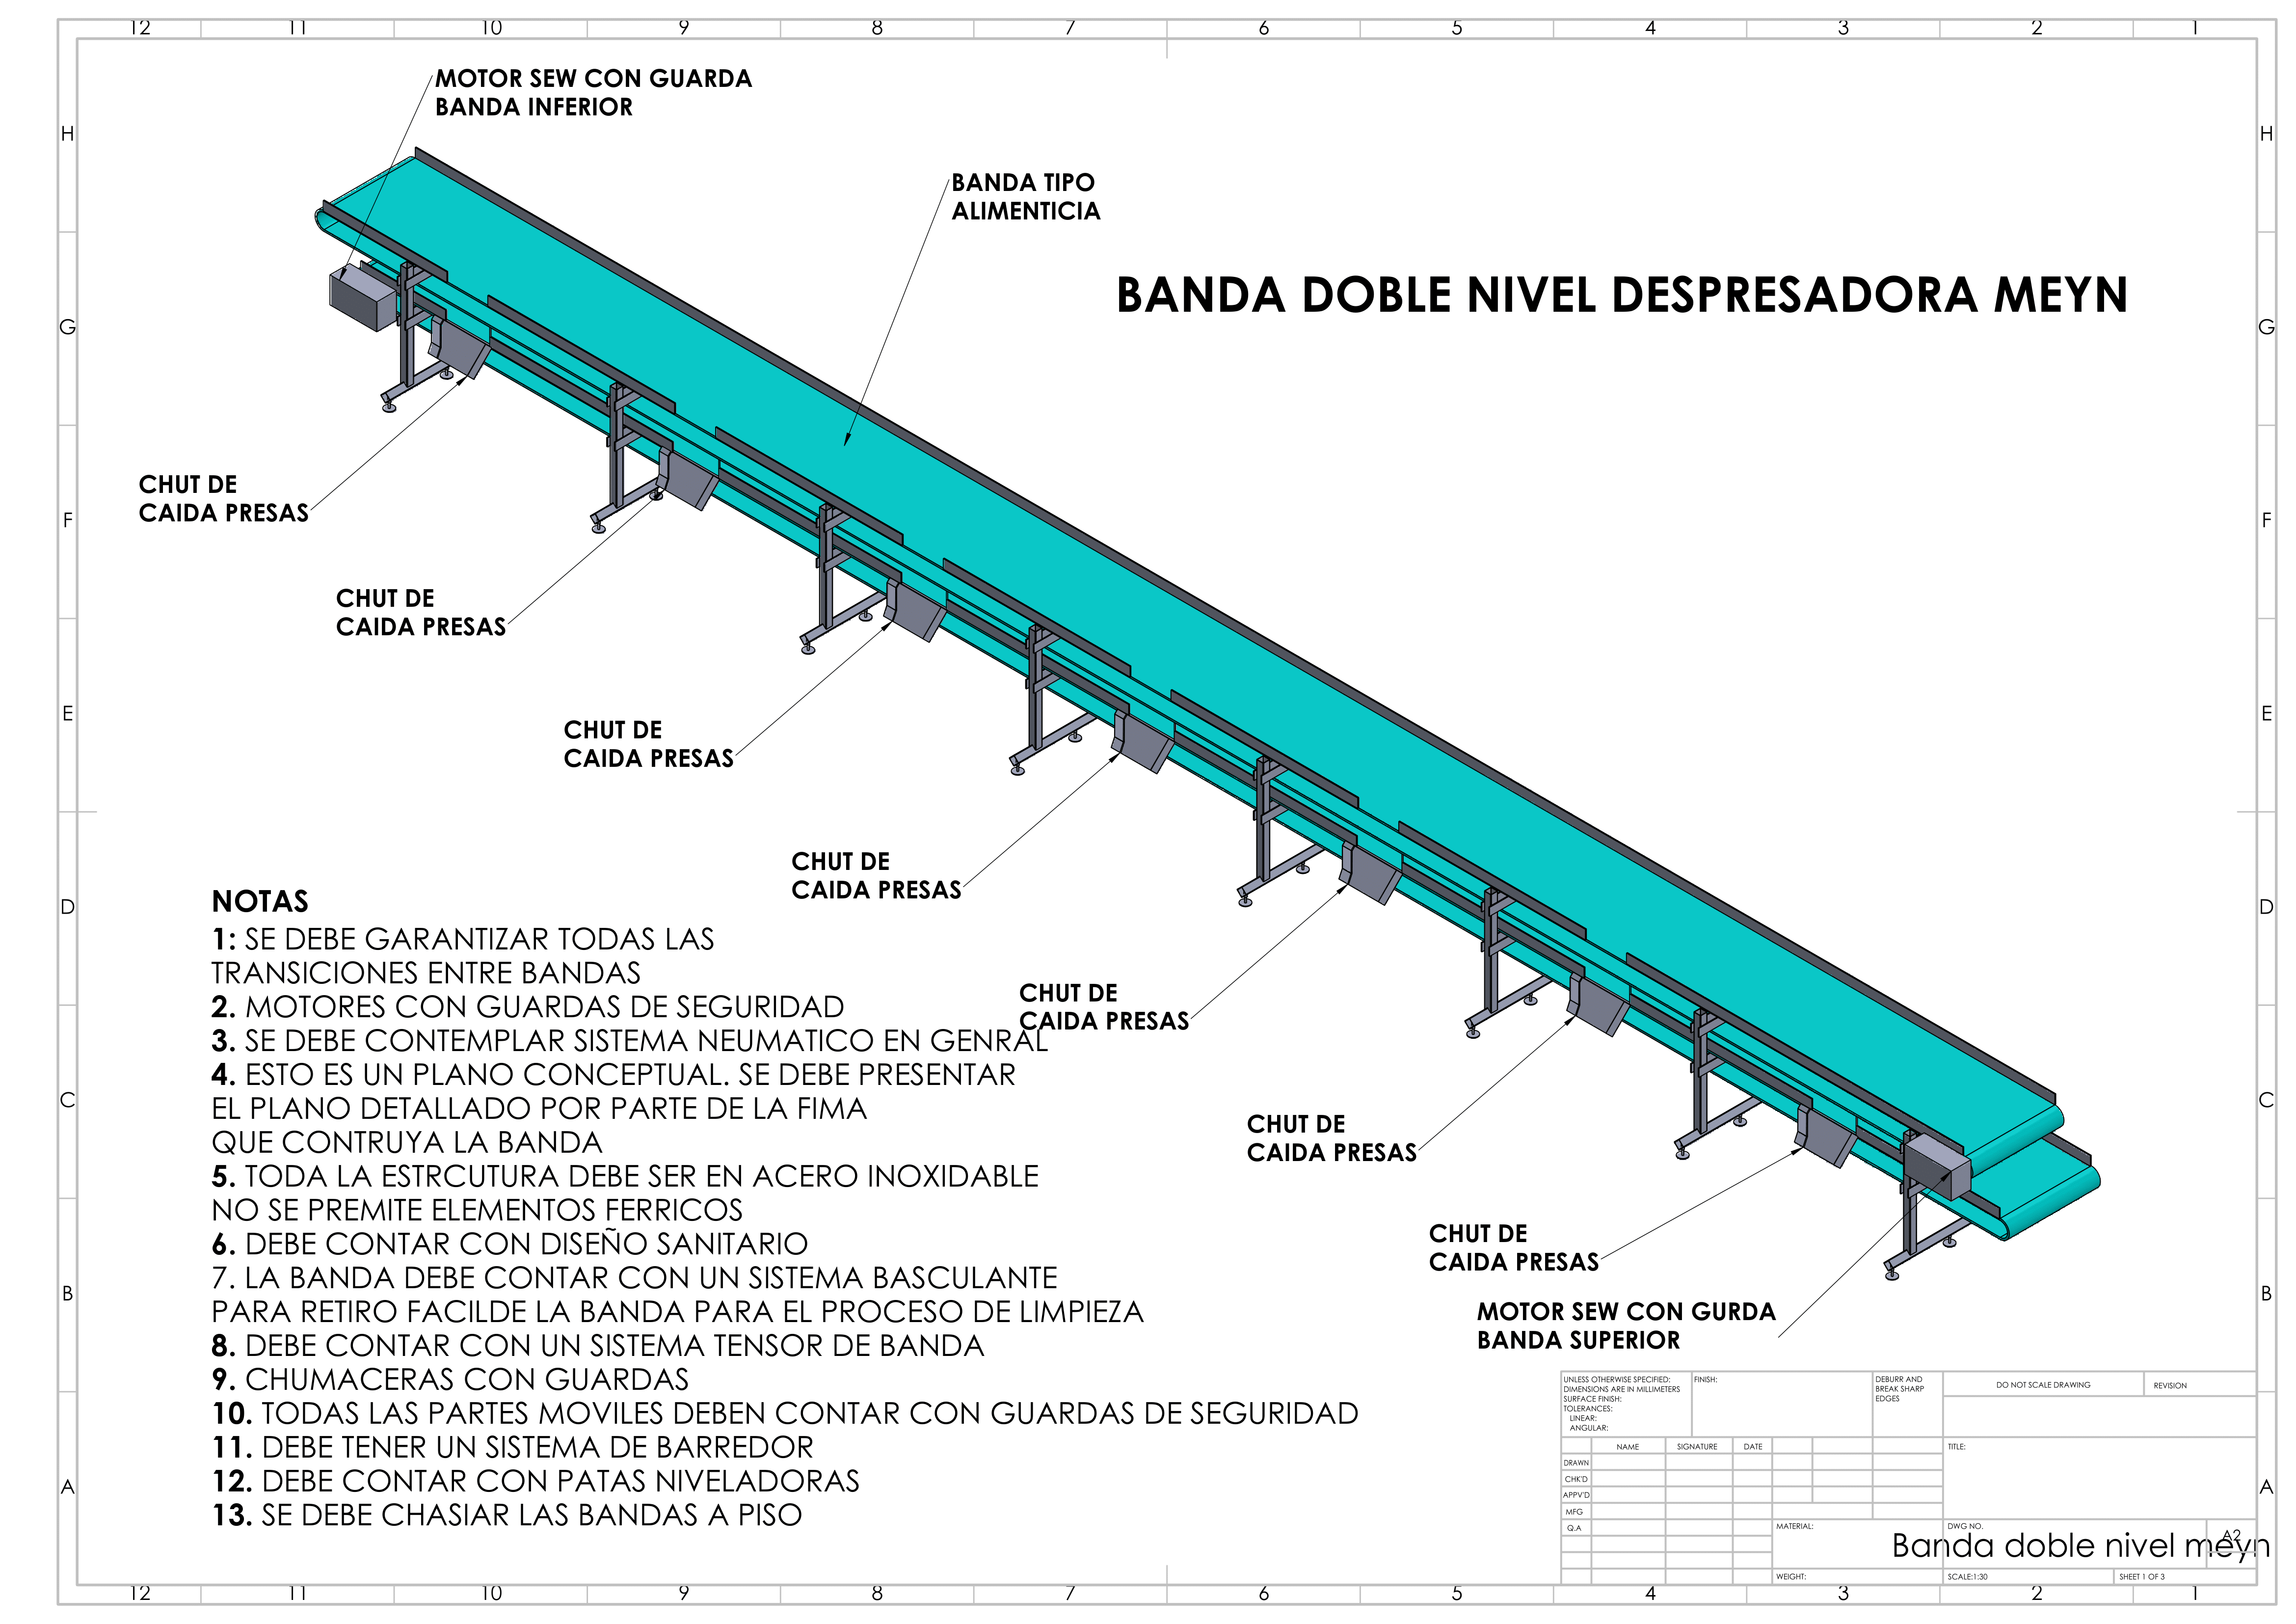 12 11 10 9 8 7 6 5 4 3 2 1
MOTOR SEW CON GUARDA
BANDA INFERIOR
H H
BANDA TIPO
ALIMENTICIA
BANDA DOBLE NIVEL DESPRESADORA MEYN
G G
CHUT DE
CAIDA PRESAS
F F
CHUT DE
CAIDA PRESAS
E E
CHUT DE
CAIDA PRESAS
CHUT DE
CAIDA PRESAS
D D
CHUT DE
CAIDA PRESAS
C C
CHUT DE
CAIDA PRESAS
CHUT DE
CAIDA PRESAS
B B
MOTOR SEW CON GURDA
BANDA SUPERIOR
A A
NOTAS
1: SE DEBE GARANTIZAR TODAS LAS
TRANSICIONES ENTRE BANDAS
2. MOTORES CON GUARDAS DE SEGURIDAD
3. SE DEBE CONTEMPLAR SISTEMA NEUMATICO EN GENRAL
4. ESTO ES UN PLANO CONCEPTUAL. SE DEBE PRESENTAR
EL PLANO DETALLADO POR PARTE DE LA FIMA
QUE CONTRUYA LA BANDA
5. TODA LA ESTRCUTURA DEBE SER EN ACERO INOXIDABLE
NO SE PREMITE ELEMENTOS FERRICOS
6. DEBE CONTAR CON DISEÑO SANITARIO
7. LA BANDA DEBE CONTAR CON UN SISTEMA BASCULANTE
PARA RETIRO FACILDE LA BANDA PARA EL PROCESO DE LIMPIEZA
8. DEBE CONTAR CON UN SISTEMA TENSOR DE BANDA
9. CHUMACERAS CON GUARDAS
10. TODAS LAS PARTES MOVILES DEBEN CONTAR CON GUARDAS DE SEGURIDAD
11. DEBE TENER UN SISTEMA DE BARREDOR
12. DEBE CONTAR CON PATAS NIVELADORAS
13. SE DEBE CHASIAR LAS BANDAS A PISO
UNLESS OTHERWISE SPECIFIED:
DIMENSIONS ARE IN MILLIMETERS
SURFACE FINISH:
TOLERANCES:
LINEAR:
ANGULAR:
FINISH:
DEBURR AND
BREAK SHARP
EDGES
DO NOT SCALE DRAWING
REVISION
NAME SIGNATURE DATE
DRAWN
CHK'D
APPV'D
MFG
Q.A
TITLE:
MATERIAL:
DWG NO.
Banda doble nivel meyn
A2
WEIGHT:
SCALE:1:30
SHEET 1 OF 3
12 11 10 9 8 7 6 5 4 3 2 1